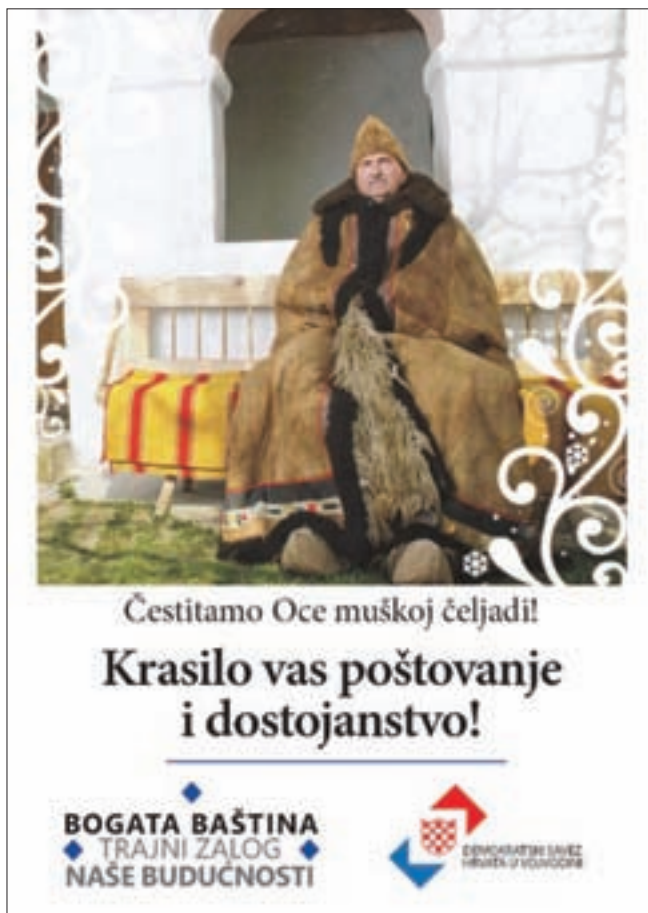 Čestitamo Oce muškoj čeljadi!
Krasilo vas poštovanje
i dostojanstvo!
BOGATA BAŠTINA
TRAJNI ZALOG
NAŠE BUDUĆNOSTI
DEMOKRATSKI SAVEZ
HRVATA U VOJVODINI